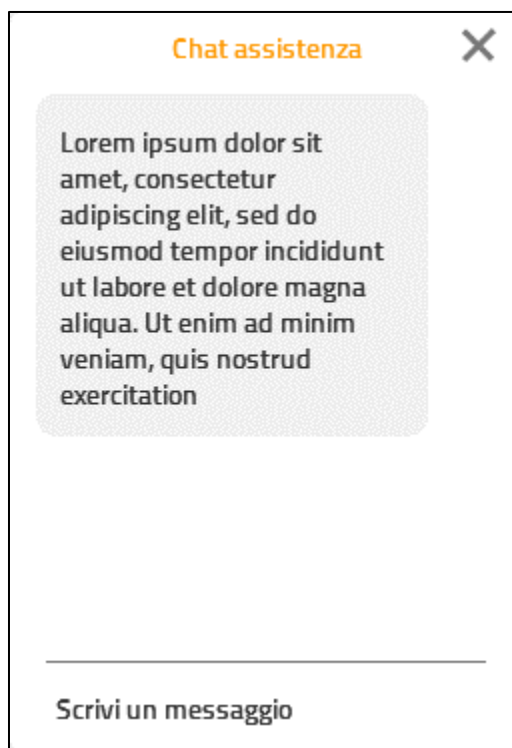 Chat assistenza
Lorem ipsum dolor sit
amet, consectetur
adipiscing elit, sed do
eiusmod tempor incididunt
ut labore et dolore magna
aliqua. Ut enim ad minim
veniam, quis nostrud
exercitation
Scrivi un messaggio